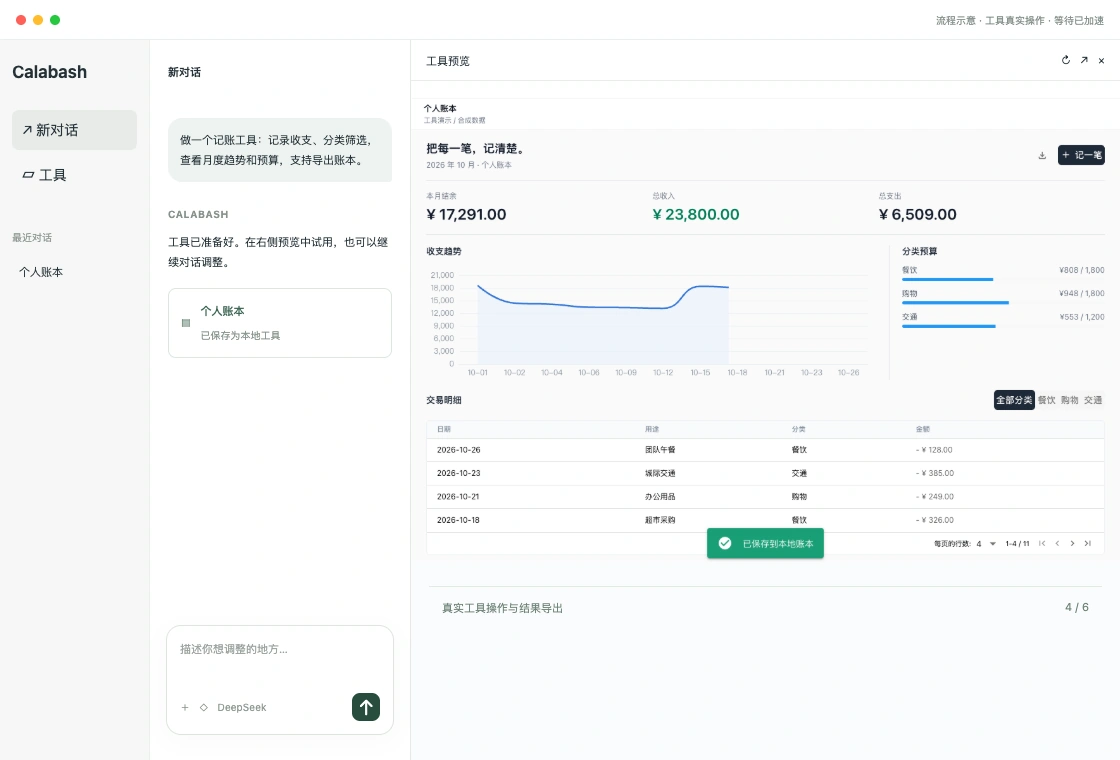 流程示意 · 工具真实操作 · 等待已加速
Calabash
新对话
工具
最近对话
个人账本
新对话
做一个记账工具：记录收支、分类筛选，
查看月度趋势和预算，支持导出账本。
CALABASH
工具已准备好。在右侧预览中试用，也可以继
续对话调整。
个人账本
已保存为本地工具
描述你想调整的地方...
DeepSeek
工具预览
个人账本
工具演示 / 合成数据
把每一笔，记清楚。
2026 年 10 月 · 个人账本
+ 记一笔
本月结余 总收入 总支出
¥ 17,291.00 ¥ 23,800.00 ¥ 6,509.00
收支趋势
21,000
18,000
15,000
12,000
9,000
6,000
3,000
0
10-01 10-02 10-04 10-06 10-09 10-12 10-15 10-18 10-21 10-23 10-26
分类预算
餐饮 ¥808 / 1,800
购物 ¥948 / 1,800
交通 ¥553 / 1,200
交易明细
全部分类 餐饮 购物 交通
日期 用途 分类 金额
2026-10-26 团队午餐 餐饮 - ¥ 128.00
2026-10-23 城际交通 交通 - ¥ 385.00
2026-10-21 办公用品 购物 - ¥ 249.00
2026-10-18 超市采购 餐饮 - ¥ 326.00
已保存到本地账本
每页的行数: 4 1-4 / 11
真实工具操作与结果导出
4 / 6